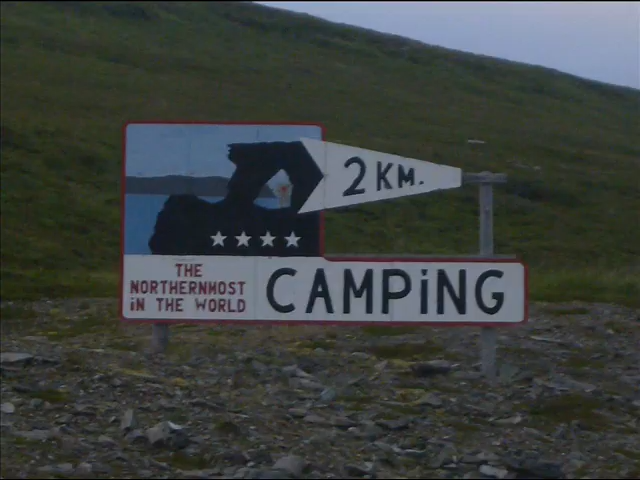 2 KM.
THE
NORTHERNMOST
iN THE WORLD
CAMPiNG